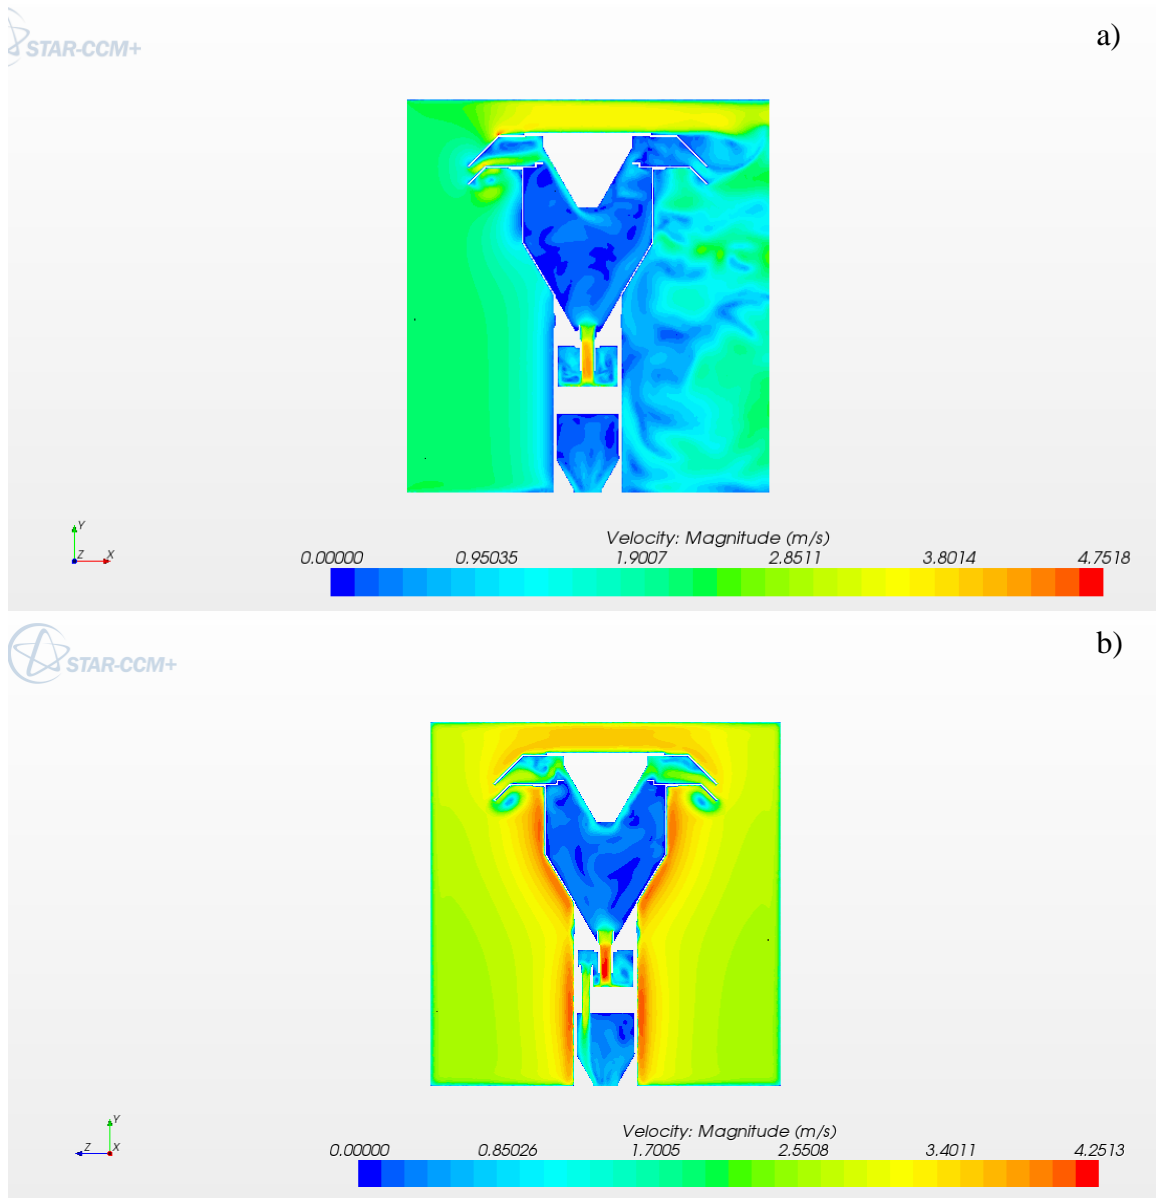 a)
STAR-CCM+
Y
Z X
Velocity: Magnitude (m/s)
0.00000 0.95035 1.9007 2.8511 3.8014 4.7518
b)
STAR-CCM+
Y
Z X
Velocity: Magnitude (m/s)
0.00000 0.85026 1.7005 2.5508 3.4011 4.2513